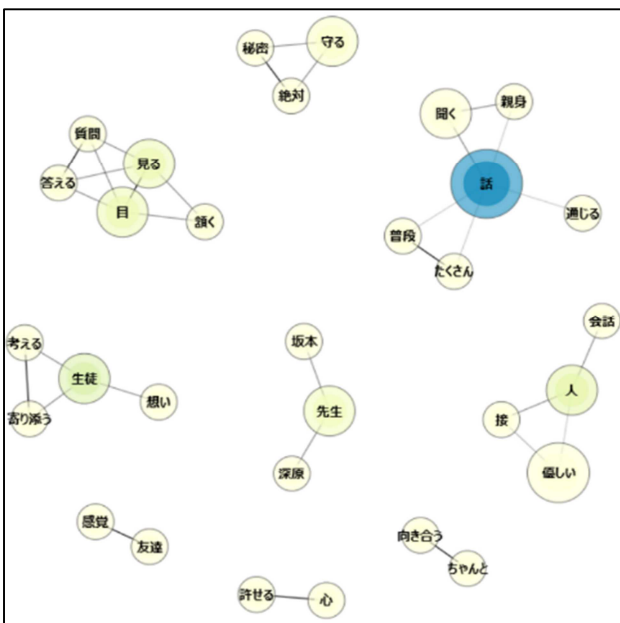 秘密
守る
絶対
質問
見る
答える
目
頷く
聞く
親身
話
通じる
普段
たくさん
考える
生徒
寄り添う
想い
坂本
先生
深原
会話
人
接
優しい
感覚
友達
向き合う
ちゃんと
許せる
心